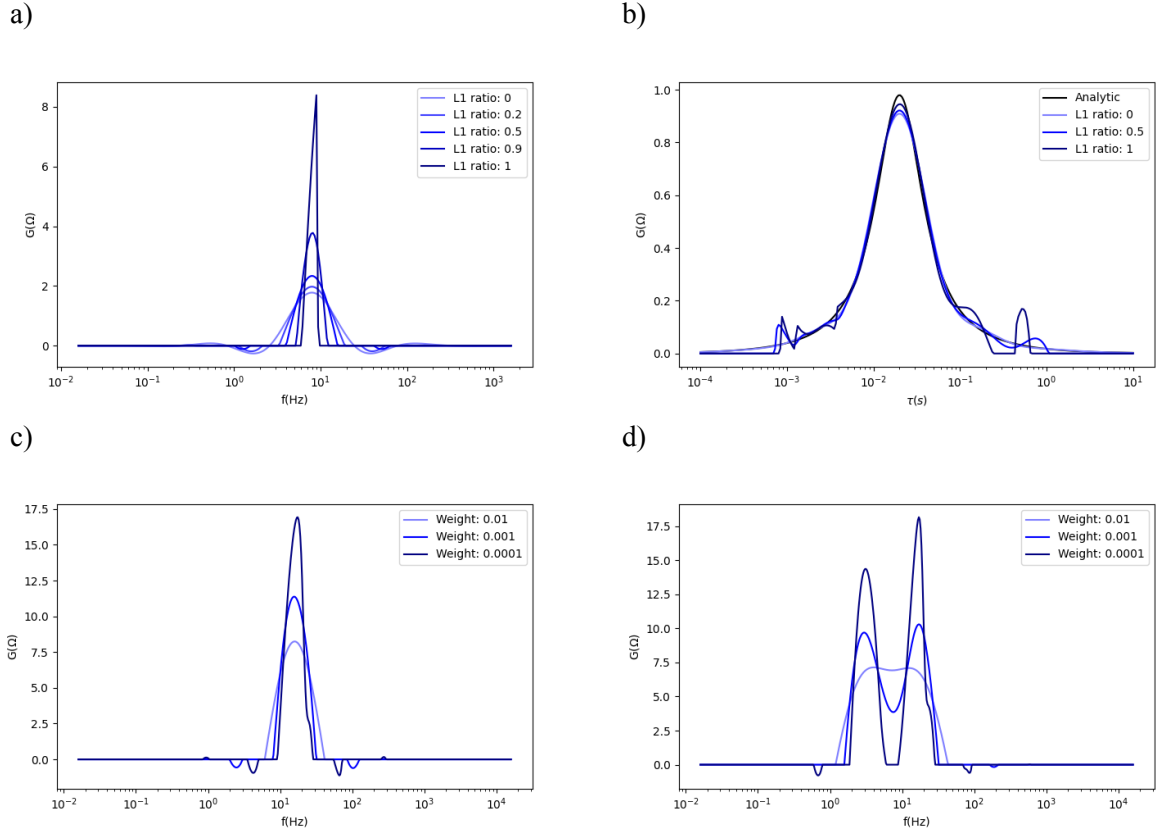 a)
b)
G(Ω)
8
6
4
2
0
L1 ratio: 0
L1 ratio: 0.2
L1 ratio: 0.5
L1 ratio: 0.9
L1 ratio: 1
10⁻² 10⁻¹ 10⁰ 10¹ 10² 10³
f(Hz)
G(Ω)
1.0
0.8
0.6
0.4
0.2
0.0
Analytic
L1 ratio: 0
L1 ratio: 0.5
L1 ratio: 1
10⁻⁴ 10⁻³ 10⁻² 10⁻¹ 10⁰ 10¹
τ(s)
c)
d)
G(Ω)
17.5
15.0
12.5
10.0
7.5
5.0
2.5
0.0
Weight: 0.01
Weight: 0.001
Weight: 0.0001
10⁻² 10⁻¹ 10⁰ 10¹ 10² 10³ 10⁴
f(Hz)
G(Ω)
17.5
15.0
12.5
10.0
7.5
5.0
2.5
0.0
Weight: 0.01
Weight: 0.001
Weight: 0.0001
10⁻² 10⁻¹ 10⁰ 10¹ 10² 10³ 10⁴
f(Hz)